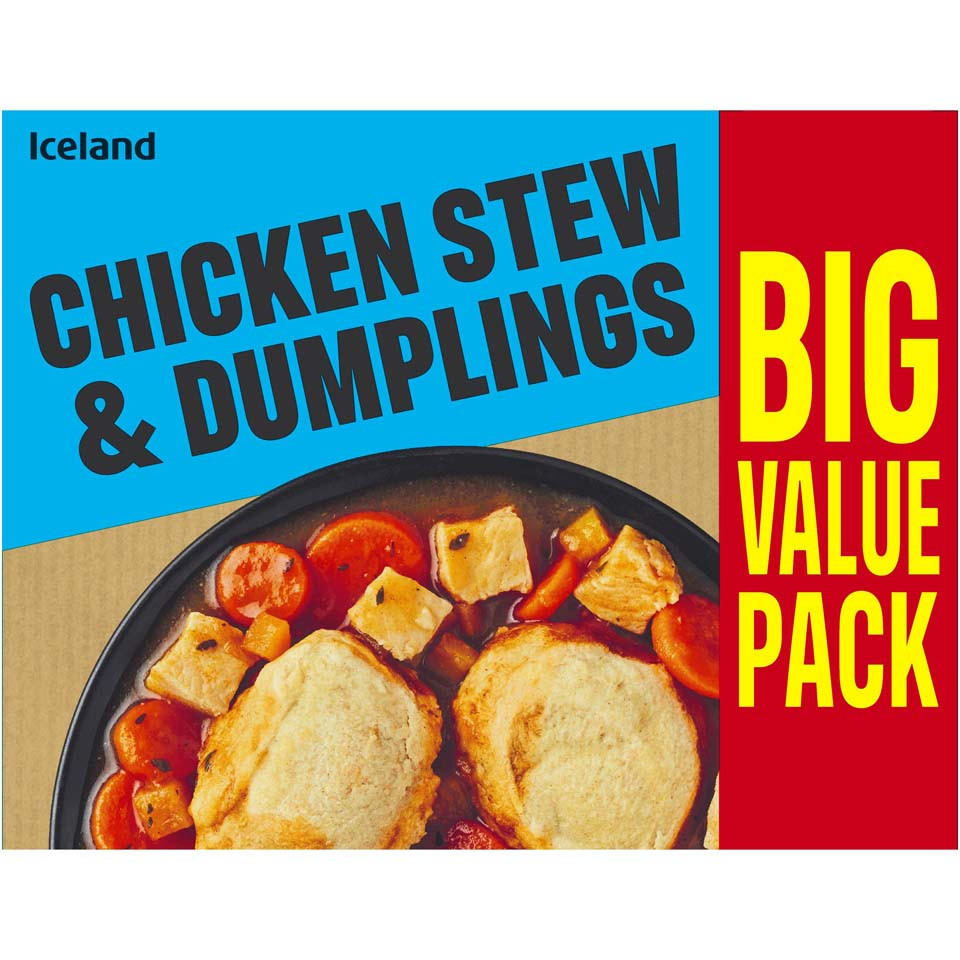 Iceland
CHICKEN STEW
& DUMPLINGS
BIG
VALUE
PACK